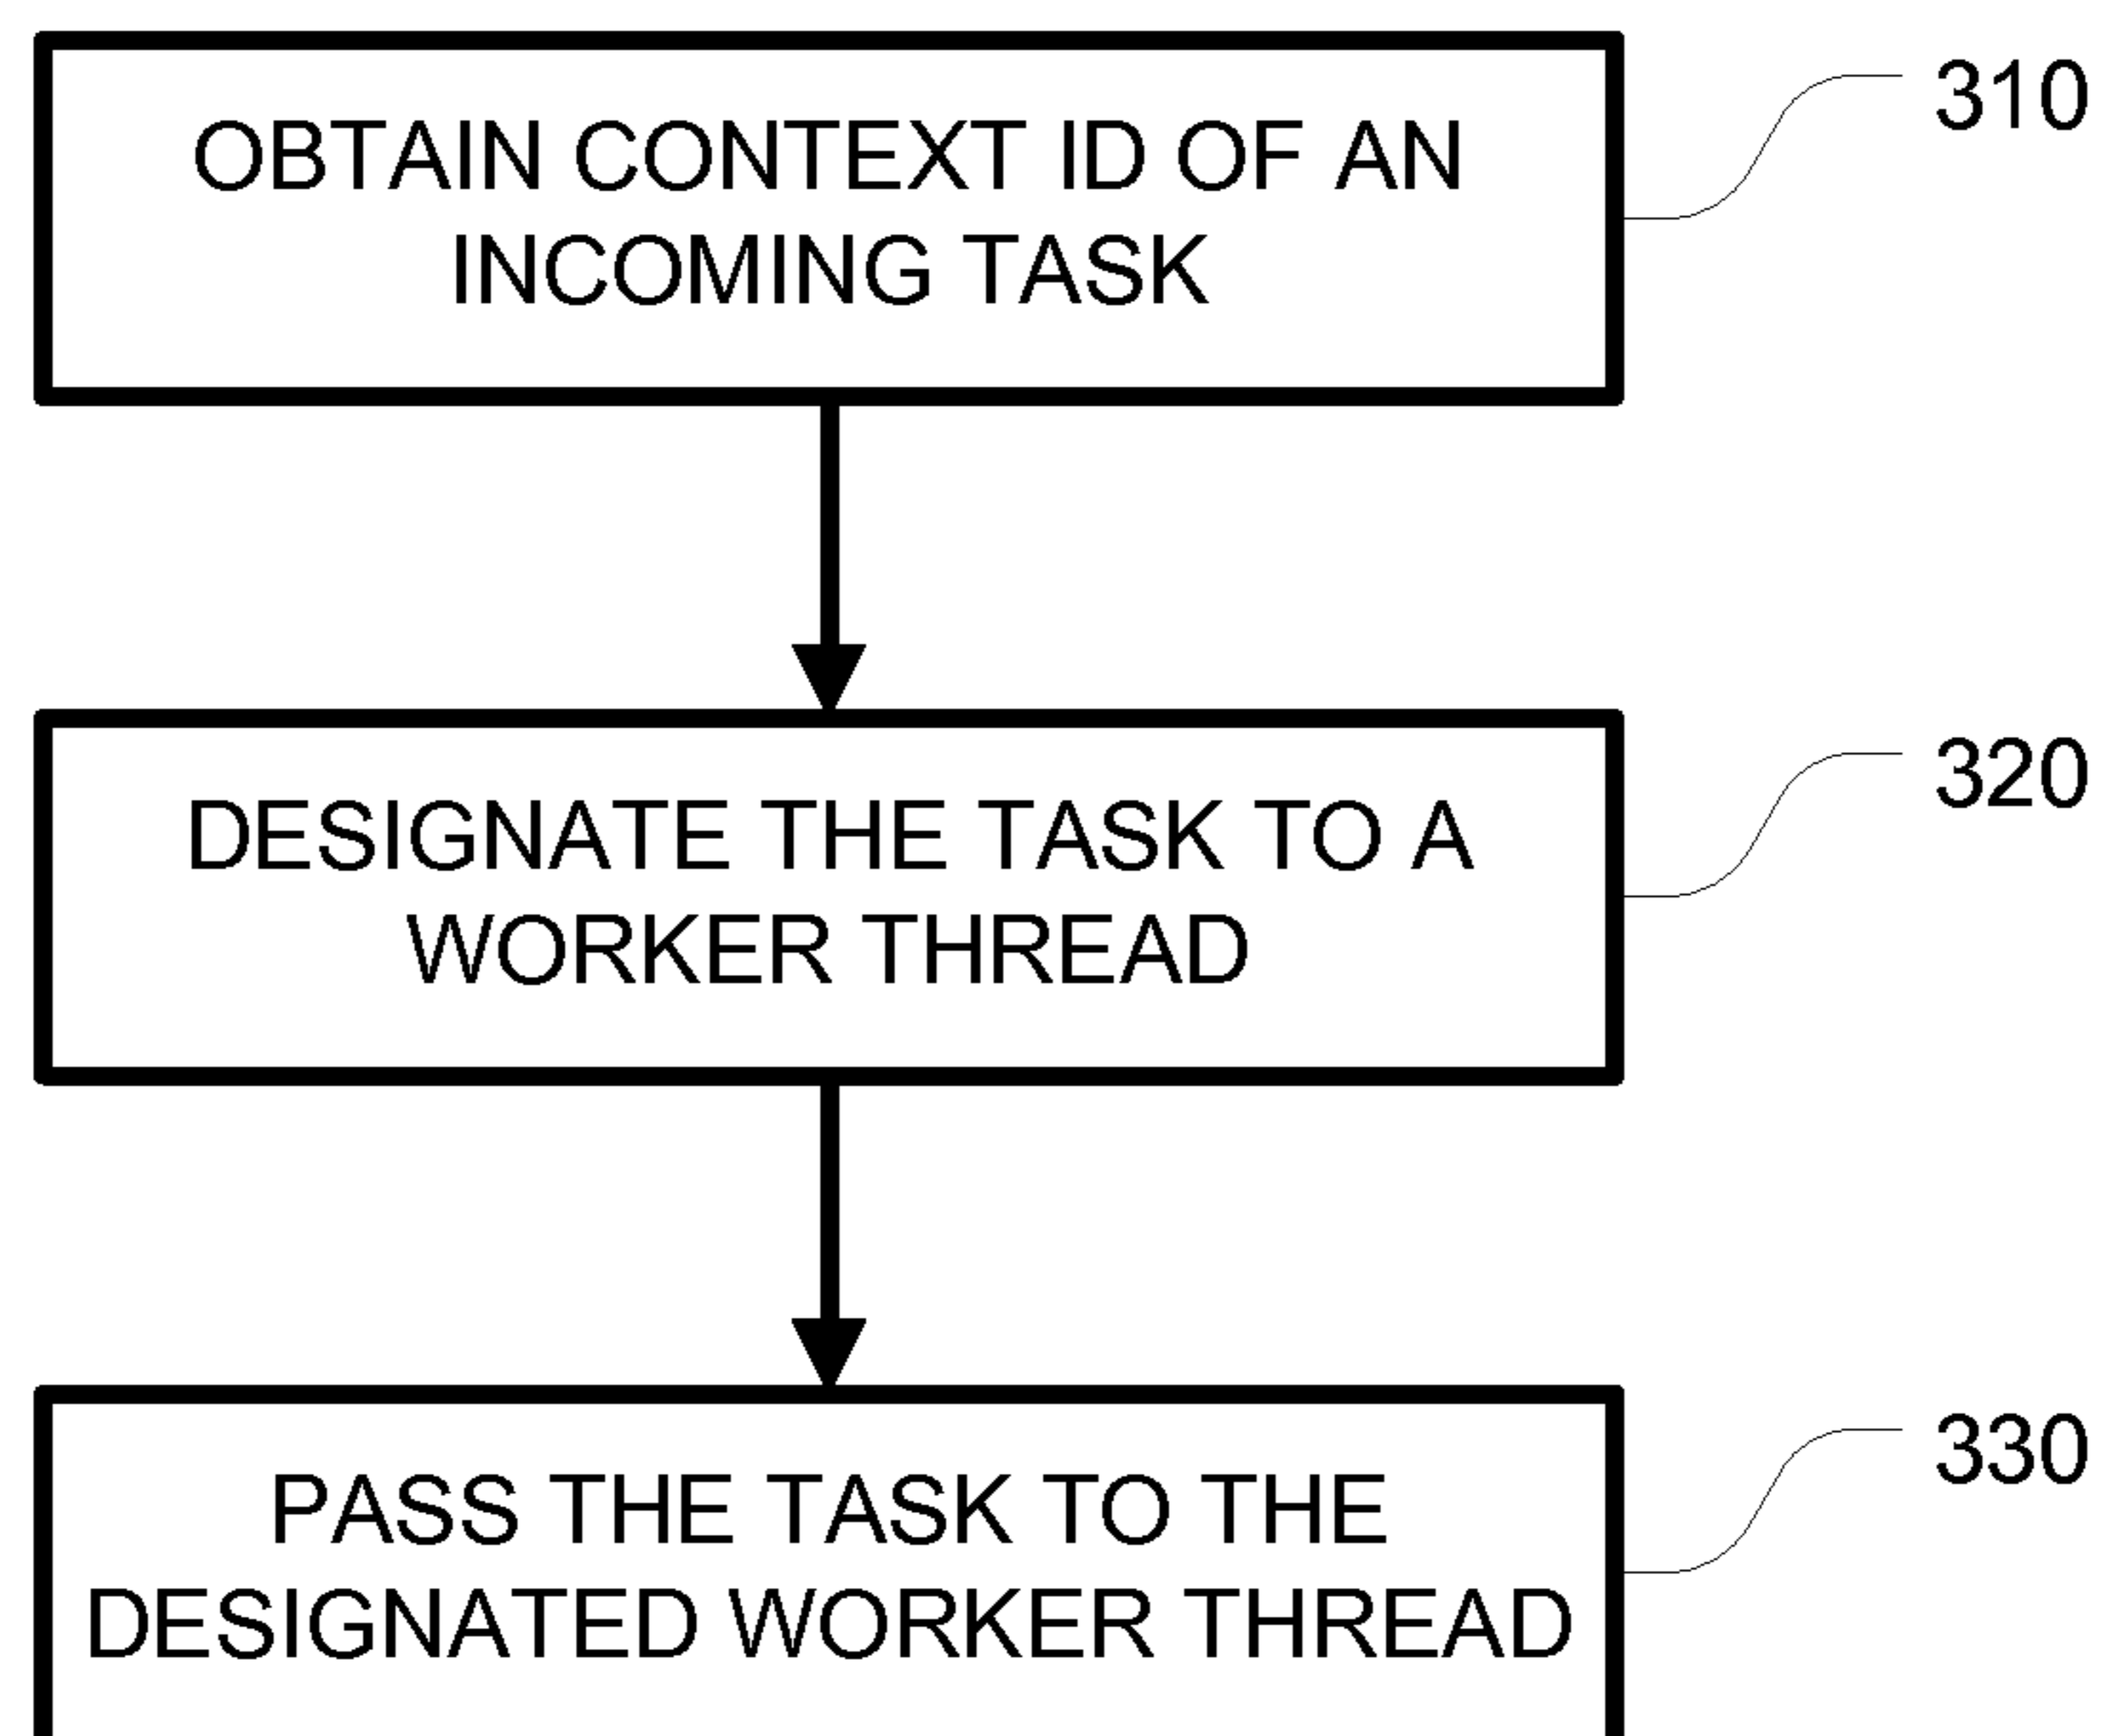 OBTAIN CONTEXT ID OF AN
INCOMING TASK
310
DESIGNATE THE TASK TO A
WORKER THREAD
320
PASS THE TASK TO THE
DESIGNATED WORKER THREAD
330